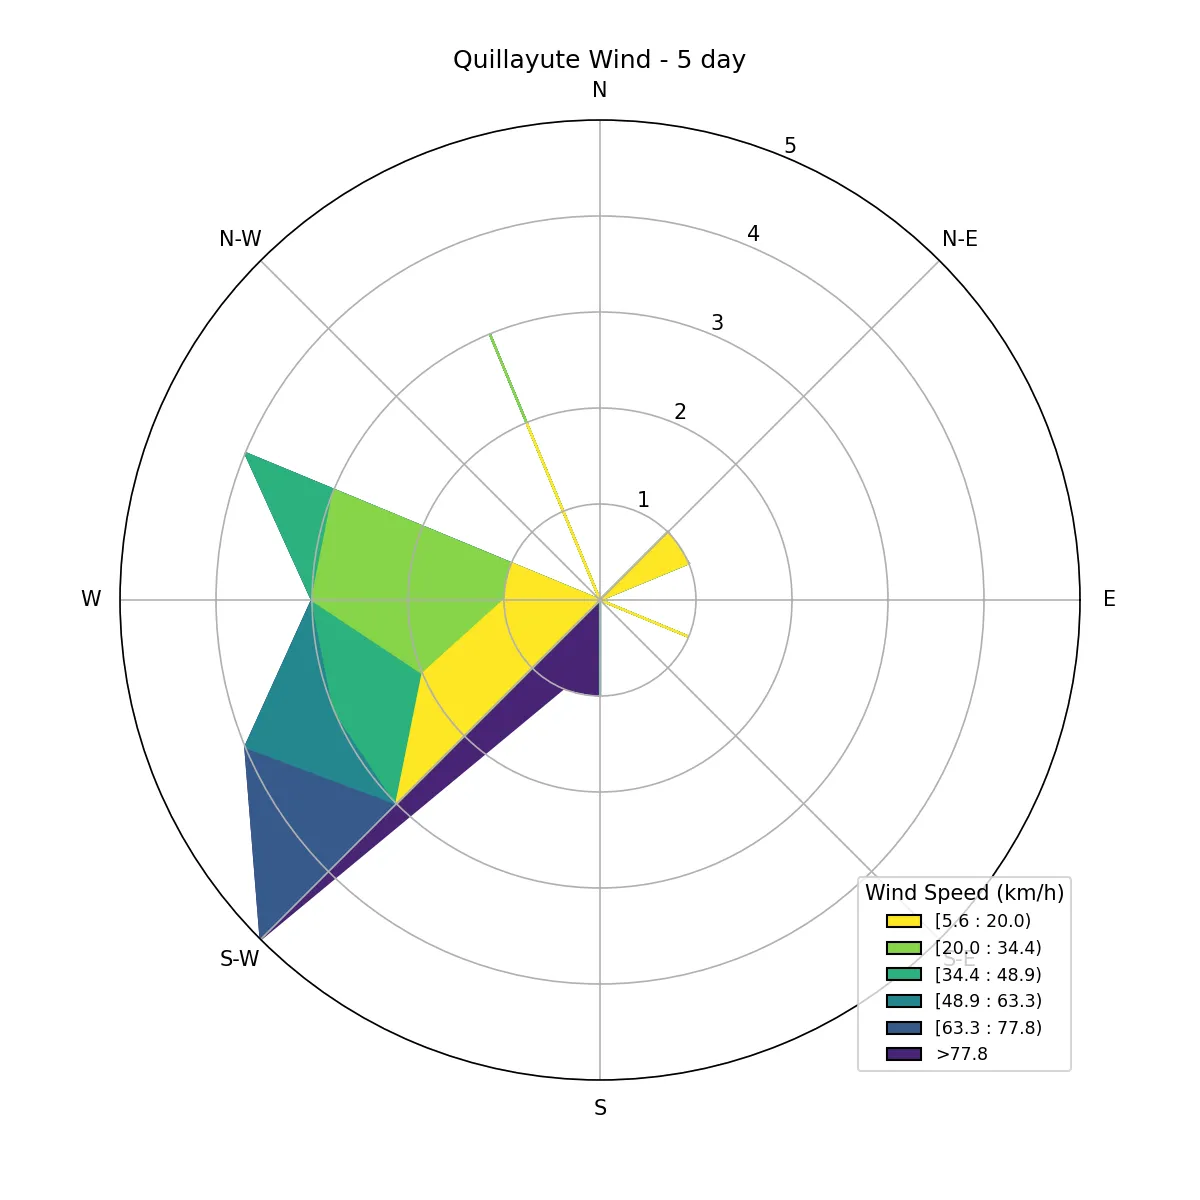 Quillayute Wind - 5 day
N
5
N-W
4
N-E
3
2
1
W
E
S-W
S-E
S
Wind Speed (km/h)
[5.6 : 20.0)
[20.0 : 34.4)
[34.4 : 48.9)
[48.9 : 63.3)
[63.3 : 77.8)
>77.8